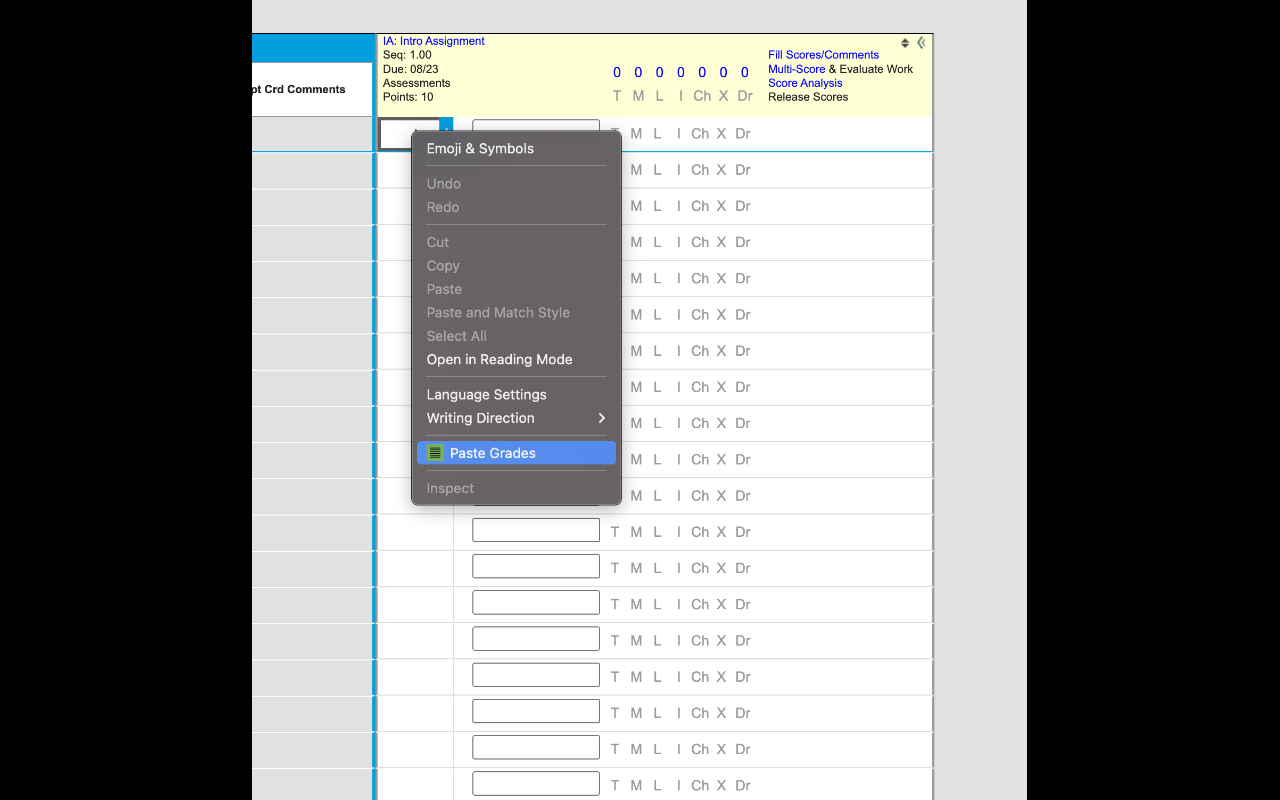 IA: Intro Assignment
Seq: 1.00
Due: 08/23
Assessments
Points: 10
0 0 0 0 0 0 0
T M L I Ch X Dr
Fill Scores/Comments
Multi-Score & Evaluate Work
Score Analysis
Release Scores
Crd Comments
M L I Ch X Dr
M L I Ch X Dr
M L I Ch X Dr
M L I Ch X Dr
M L I Ch X Dr
M L I Ch X Dr
M L I Ch X Dr
M L I Ch X Dr
M L I Ch X Dr
M L I Ch X Dr
M L I Ch X Dr
Emoji & Symbols
Undo
Redo
Cut
Copy
Paste
Paste and Match Style
Select All
Open in Reading Mode
Language Settings
Writing Direction
Paste Grades
Inspect
T M L I Ch X Dr
T M L I Ch X Dr
T M L I Ch X Dr
T M L I Ch X Dr
T M L I Ch X Dr
T M L I Ch X Dr
T M L I Ch X Dr
T M L I Ch X Dr